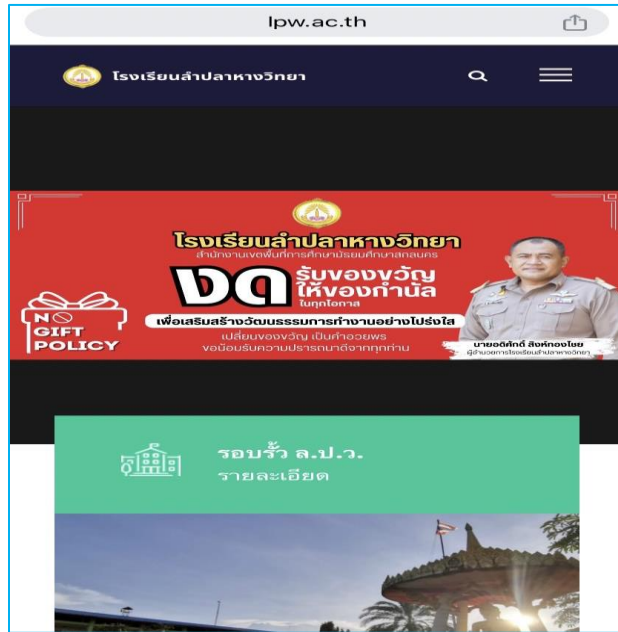 lpw.ac.th
โรงเรียนลำปลาหางวิทยา
โรงเรียนลำปลาหางวิทยา
สำนักงานเขตพื้นที่การศึกษามัธยมศึกษาสกลนคร
งด
รับของขวัญ
ให้ของกำนัล
ในทุกโอกาส
เพื่อเสริมสร้างวัฒนธรรมการทำงานอย่างโปร่งใส
เปลี่ยนของขวัญ เป็นคำอวยพร
ขอน้อมรับความปรารถนาดีจากทุกท่าน
NO
GIFT
POLICY
นายอดิศักดิ์ สิงห์ทองไชย
ผู้อำนวยการโรงเรียนลำปลาหางวิทยา
รอบรั้ว ล.ป.ว.
รายละเอียด